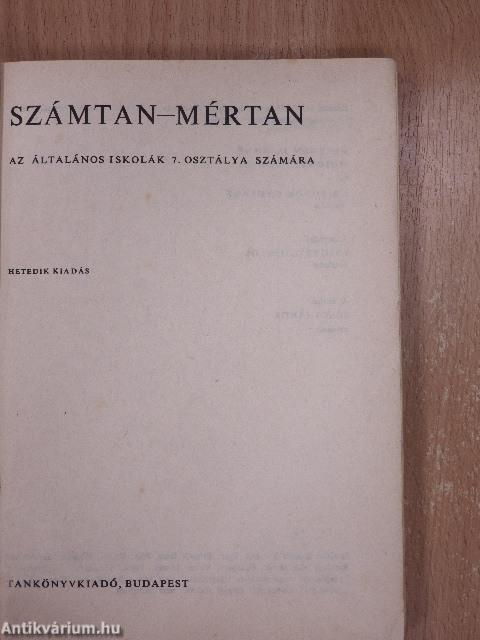 SZÁMTAN—MÉRTAN
AZ ÁLTALÁNOS ISKOLÁK 7. OSZTÁLYA SZÁMÁRA
HETEDIK KIADÁS
TANKÖNYVKIADÓ, BUDAPEST
Antikvárium.hu